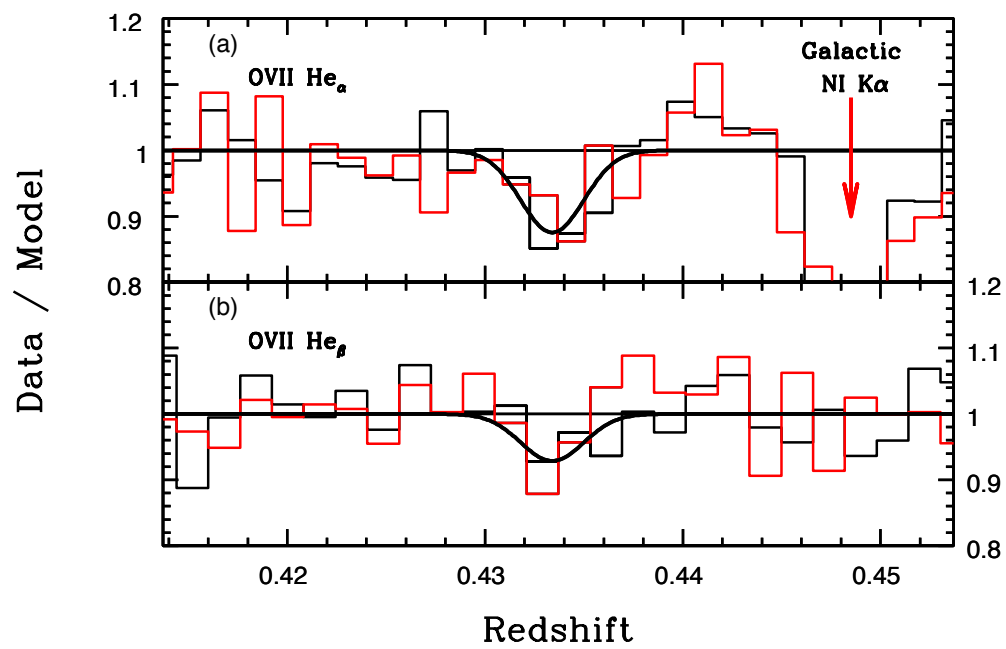 1.2
(a)
Galactic
NI Kα
OVII Heα
1.1
1
0.9
0.8
1.2
(b)
OVII Heβ
1.1
1
0.9
0.8
0.42
0.43
0.44
0.45
Redshift
Data / Model